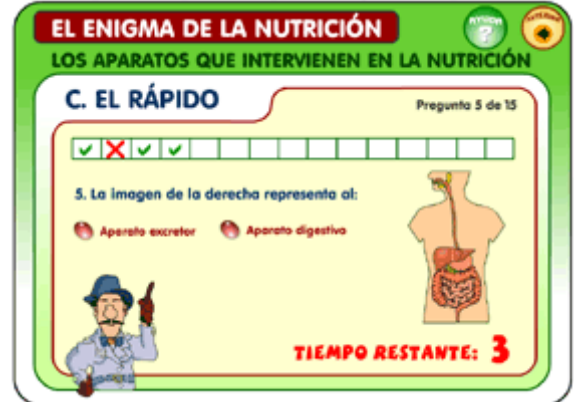 EL ENIGMA DE LA NUTRICIÓN
AYUDA
?
LOS APARATOS QUE INTERVIENEN EN LA NUTRICIÓN
C. EL RÁPIDO
Pregunta 5 de 15
5. La imagen de la derecha representa al:
Aparato excretor Aparato digestivo
TIEMPO RESTANTE: 3